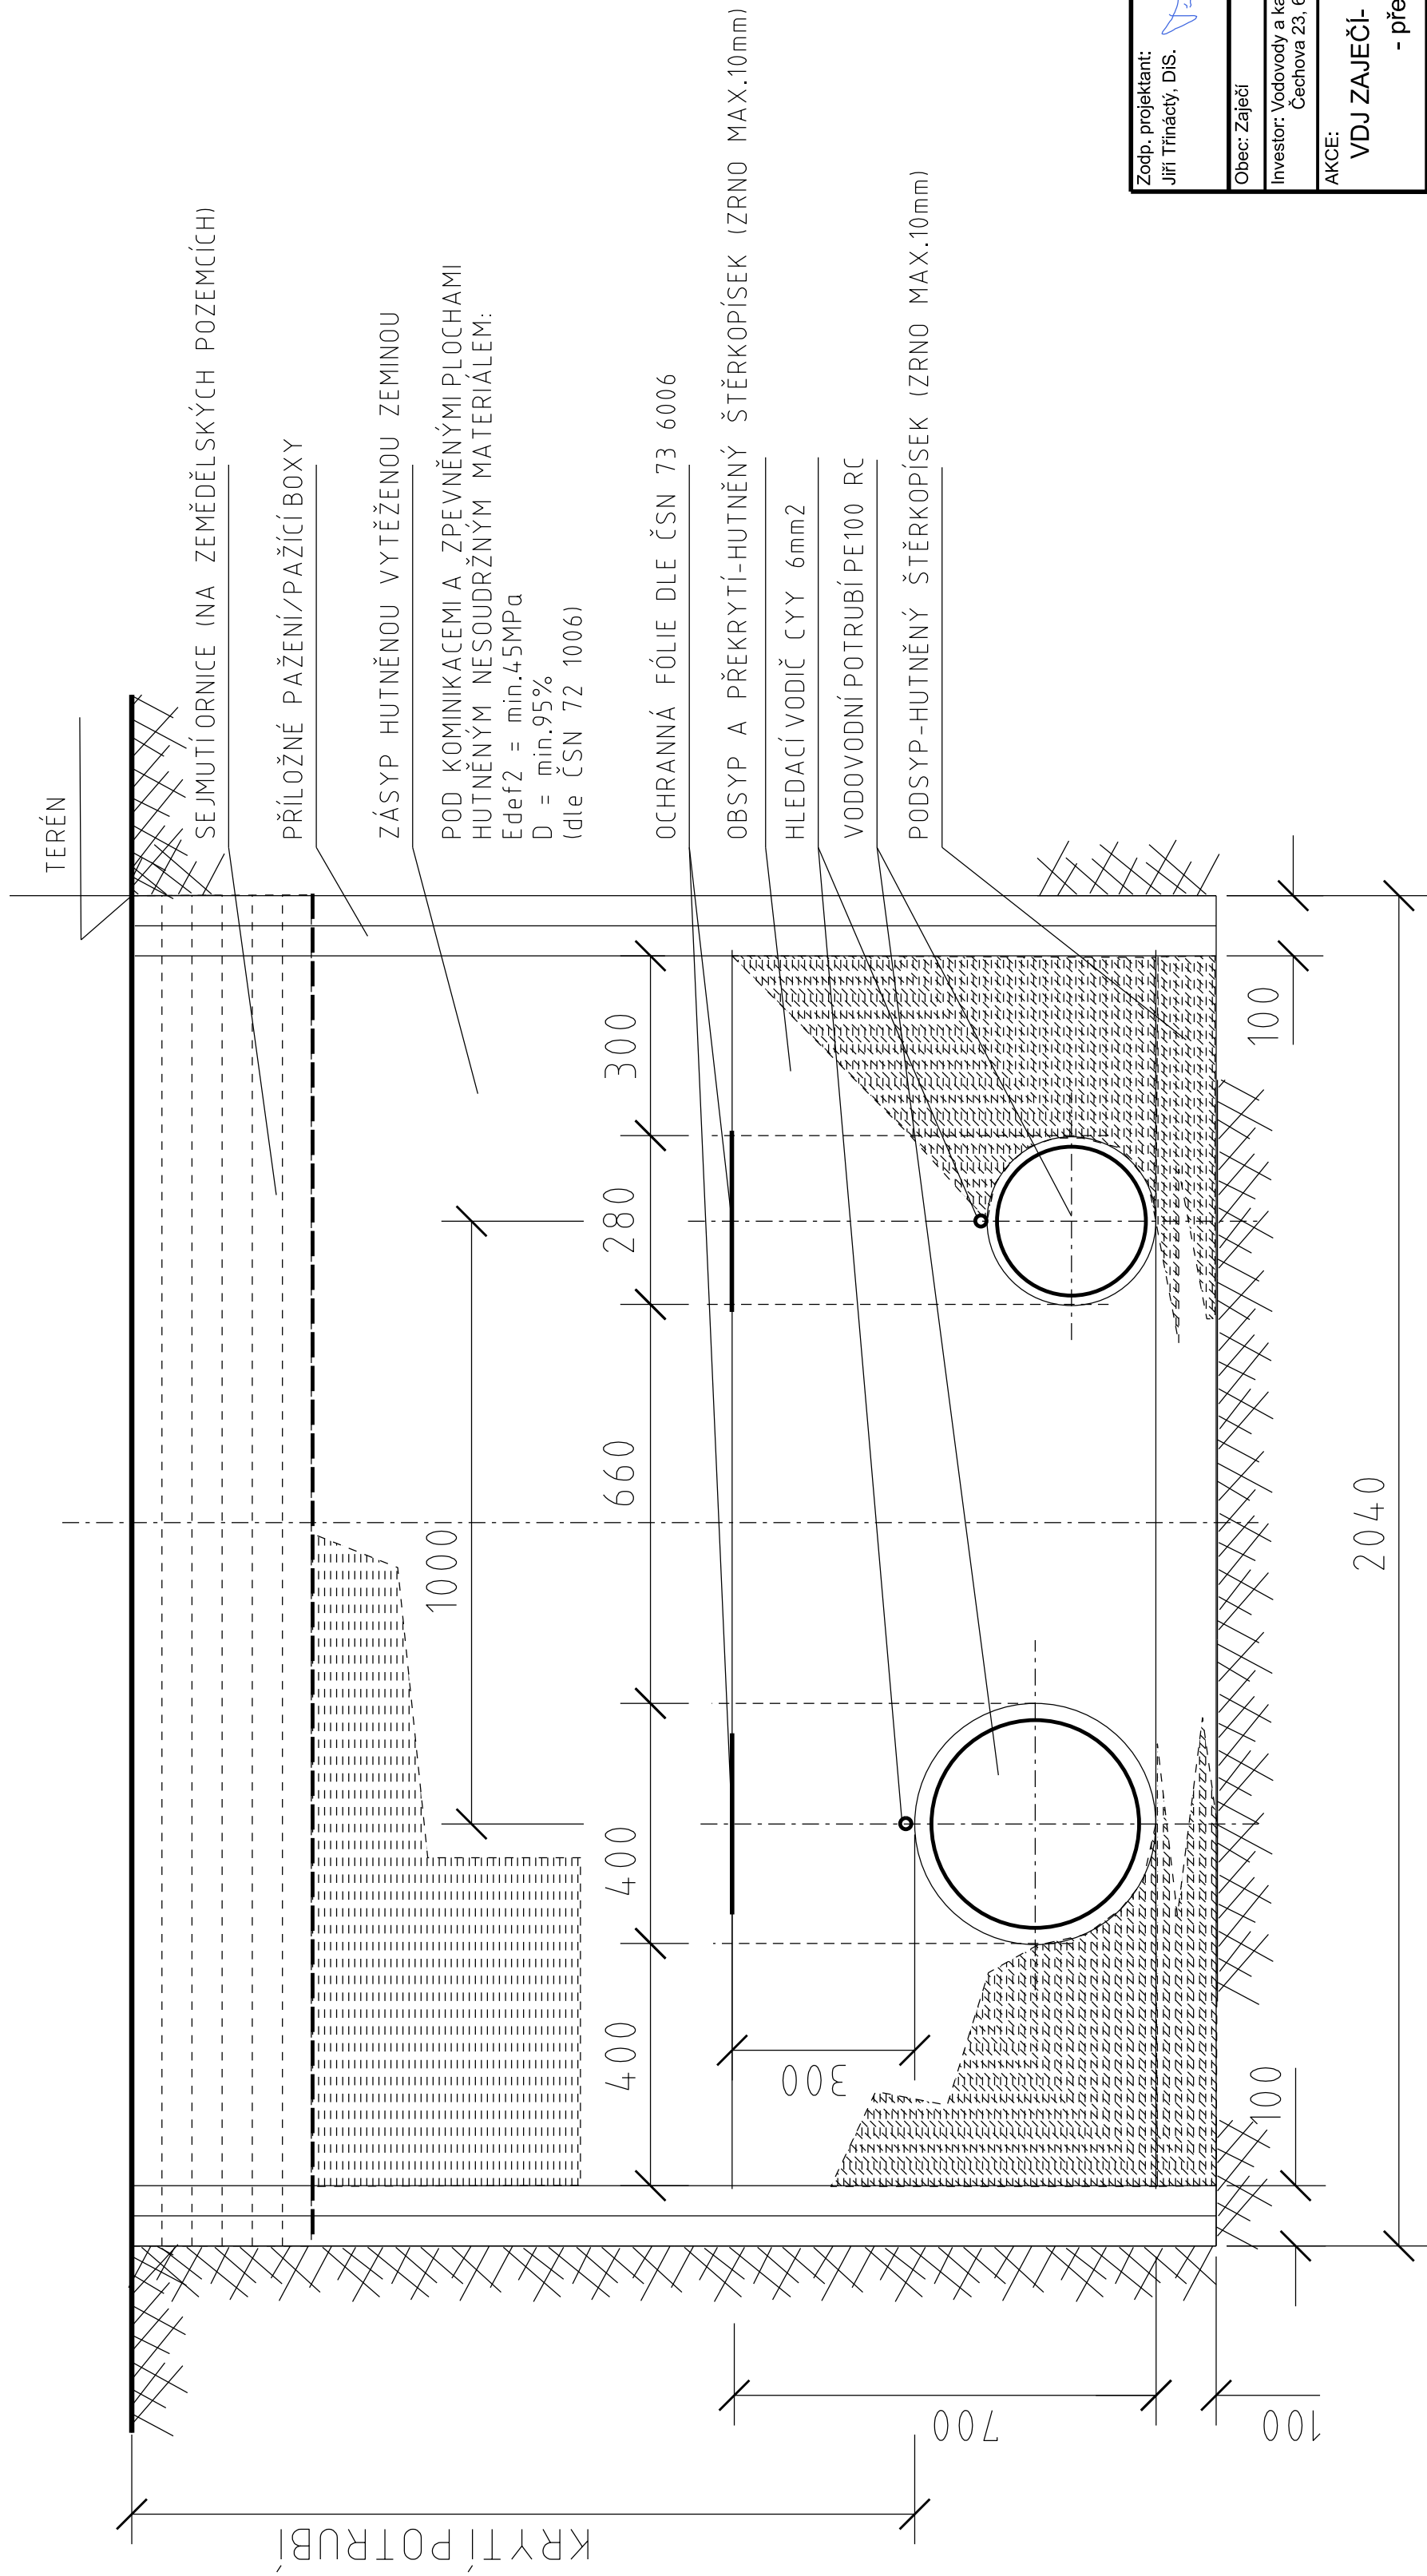 TERÉN
SEJMUTÍ ORNICE (NA ZEMĚDĚLSKÝCH POZEMCÍCH)
PŘÍLOŽNÉ PAŽENÍ/PAŽÍCÍ BOXY
ZÁSYP HUTNĚNOU VYTĚŽENOU ZEMINOU
POD KOMINIKACEMI A ZPEVNĚNÝMI PLOCHAMI
HUTNĚNÝM NESOUDRŽNÝM MATERIÁLEM:
Edef2 = min.45MPa
D = min.95%
(dle ČSN 72 1006)
OCHRANNÁ FÓLIE DLE ČSN 73 6006
OBSYP A PŘEKRYTÍ-HUTNĚNÝ ŠTĚRKOPÍSEK (ZRNO MAX.10mm)
HLEDACÍ VODIČ CYY 6mm2
VODOVODNÍ POTRUBÍ PE100 RC
PODSYP-HUTNĚNÝ ŠTĚRKOPÍSEK (ZRNO MAX.10mm)
1000
400
400
660
280
300
300
KRYTÍ POTRUBÍ
700
100
100
100
2040
Zodp. projektant:
Jiří Třináctý, DiS.
Obec: Zaječí
Investor: Vodovody a
Čechova 23,
AKCE:
VDJ ZAJEČÍ-